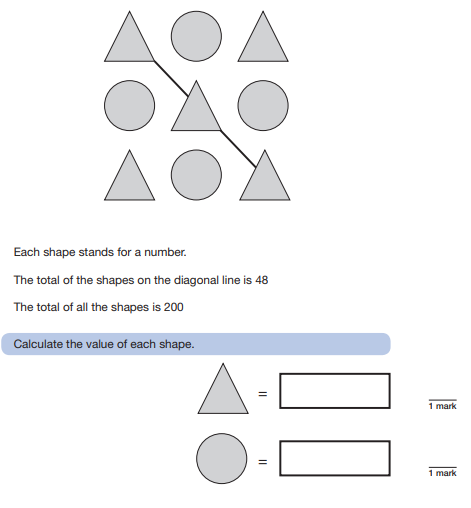 Each shape stands for a number.
The total of the shapes on the diagonal line is 48
The total of all the shapes is 200
Calculate the value of each shape.
=
1 mark
=
1 mark